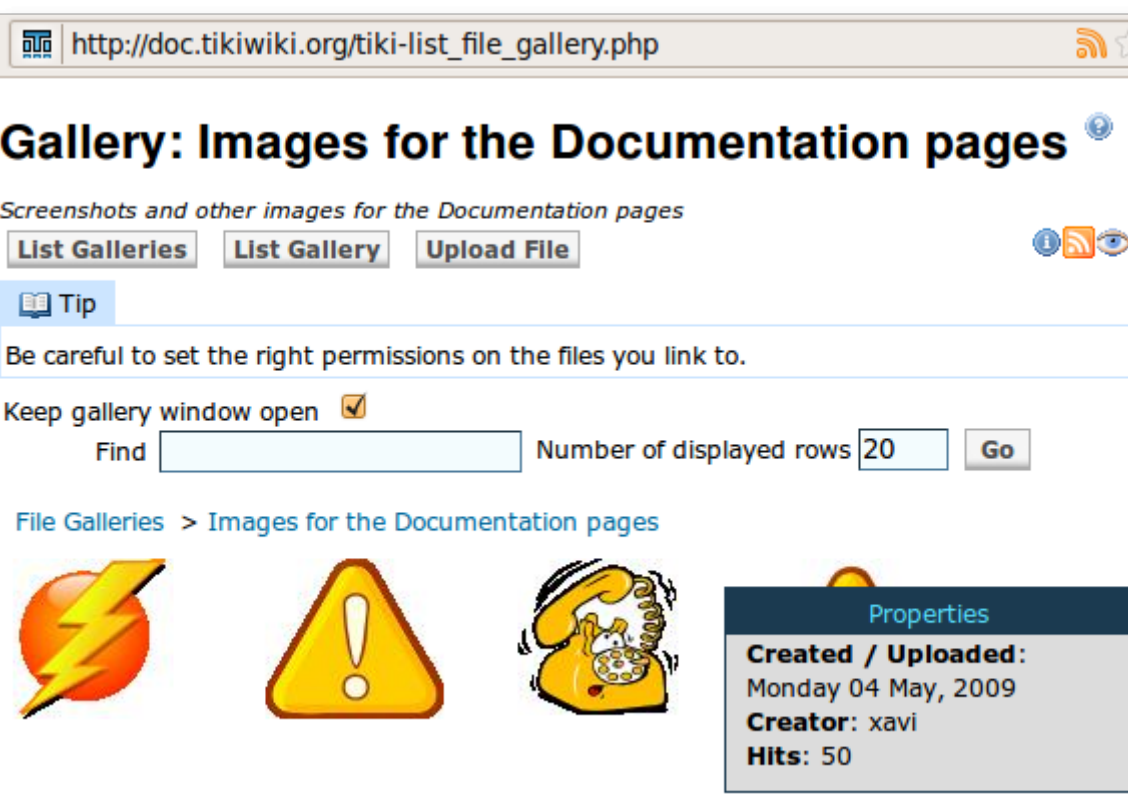 http://doc.tikiwiki.org/tiki-list_file_gallery.php
Gallery: Images for the Documentation pages
Screenshots and other images for the Documentation pages
List Galleries List Gallery Upload File
Tip
Be careful to set the right permissions on the files you link to.
Keep gallery window open
Find Number of displayed rows 20 Go
File Galleries > Images for the Documentation pages
Properties
Created / Uploaded:
Monday 04 May, 2009
Creator: xavi
Hits: 50